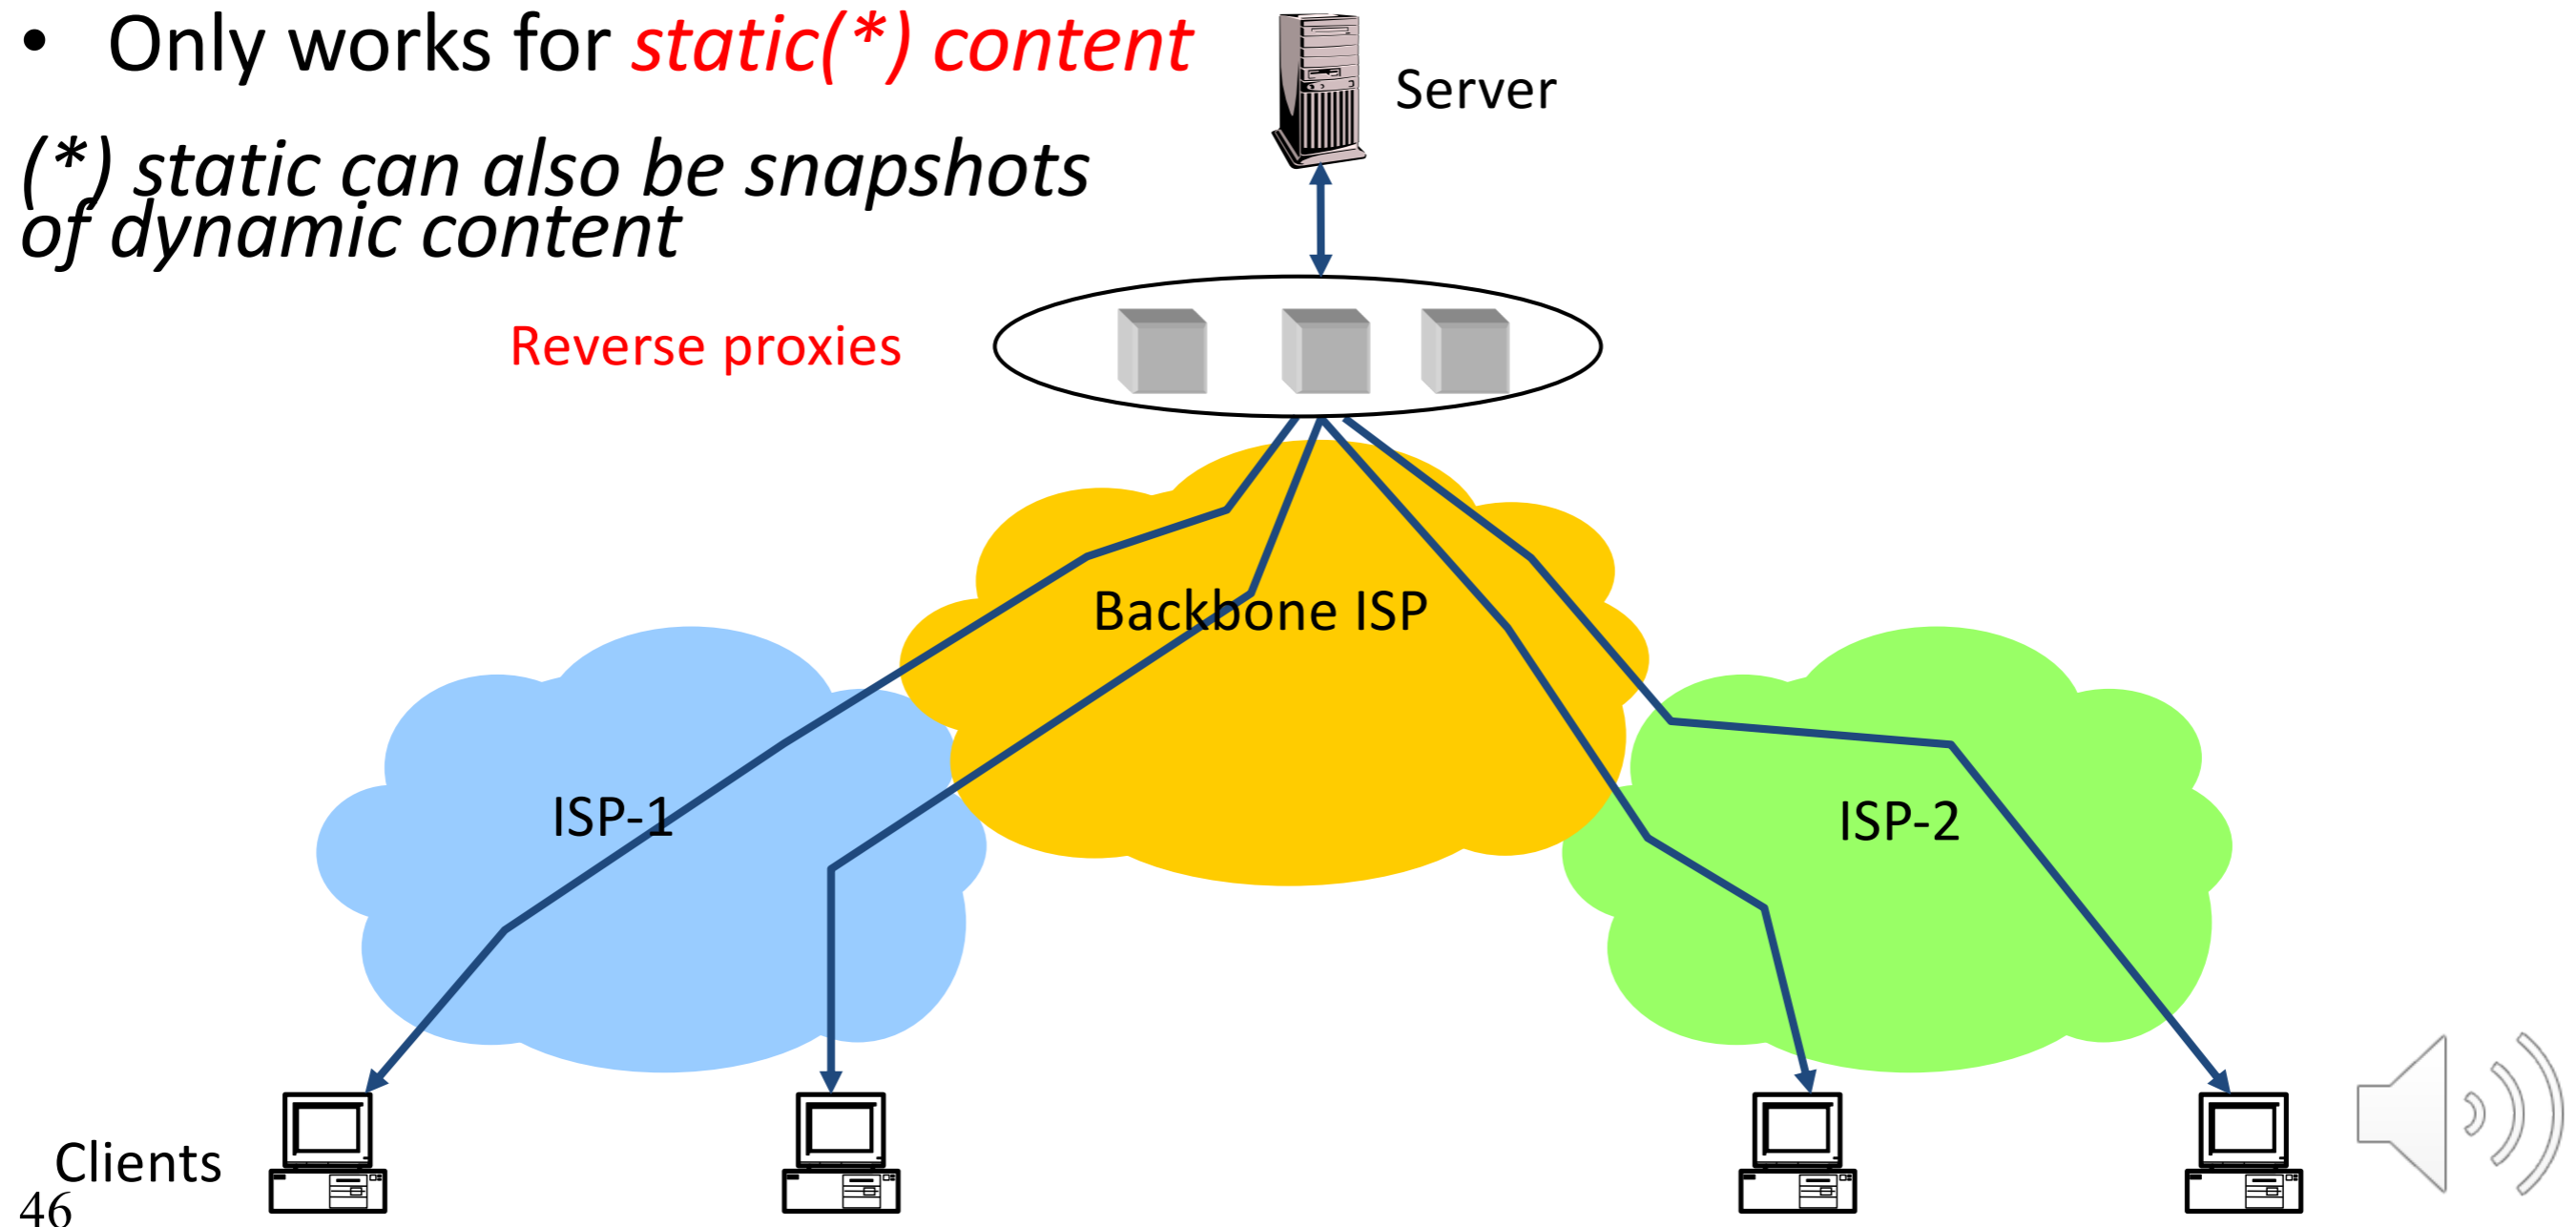 • Only works for static(*) content
(*) static can also be snapshots
of dynamic content
Server
Reverse proxies
Backbone ISP
ISP-1
ISP-2
Clients
46